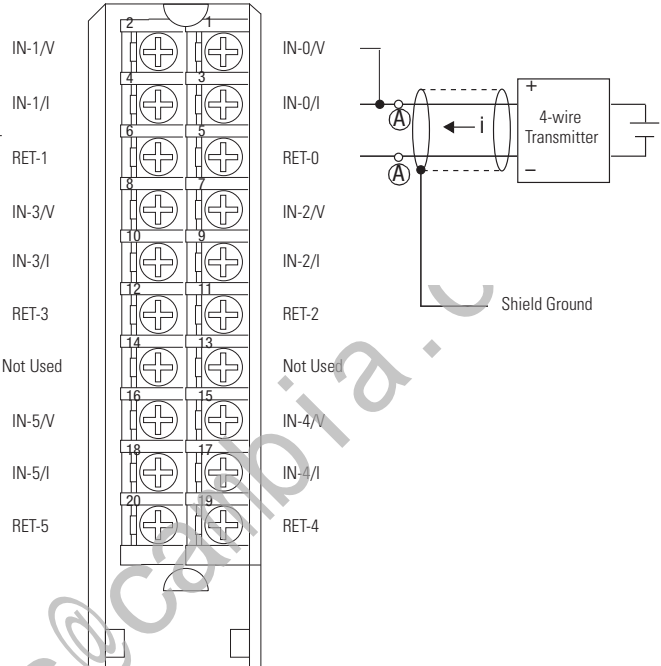 2 1
IN-1/V IN-0/V
4 3
IN-1/I IN-0/I
6 5
RET-1 RET-0
8 7
IN-3/V IN-2/V
10 9
IN-3/I IN-2/I
12 11
RET-3 RET-2
14 13
Not Used Not Used
16 15
IN-5/V IN-4/V
18 17
IN-5/I IN-4/I
20 19
RET-5 RET-4
+
A
i
4-wire
Transmitter
A
–
Shield Ground
s@cambia.c